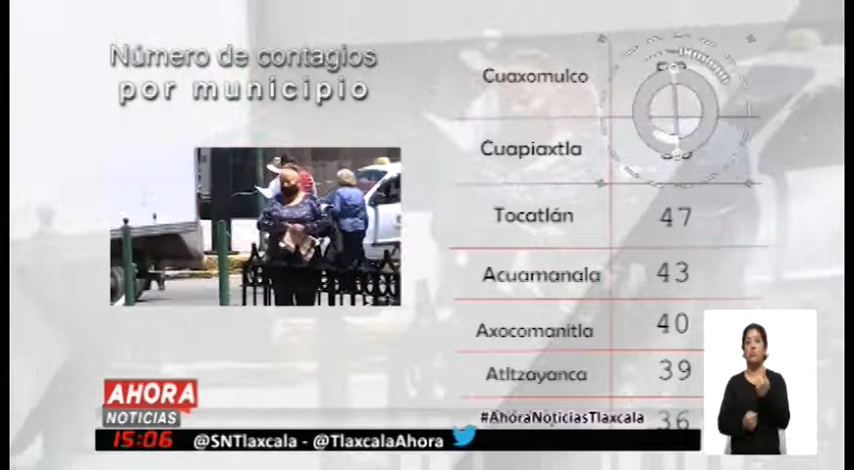 Número de contagios
por municipio
Cuaxomulco
Cuapiaxtla
Tocatlán 47
Acuamanala 43
Axocomanitla 40
Atltzayanca 39
36
#AhoraNoticiasTlaxcala
AHORA
NOTICIAS
15:06 @SNTlaxcala - @TlaxcalaAhora